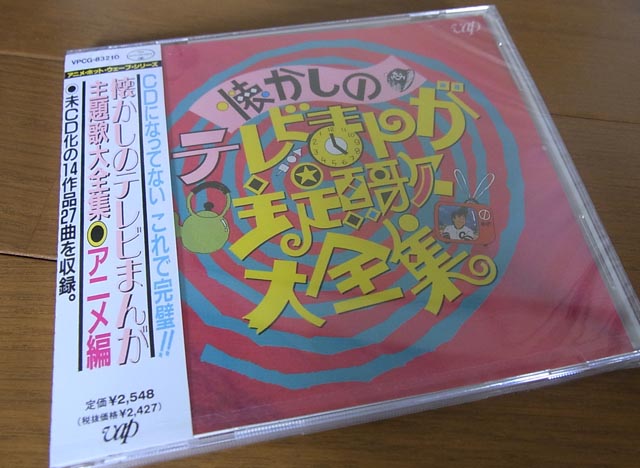 VPCG-83210
アニメ・ホット・ウェーブ・シリーズ
CDになってない これで完璧!!
懐かしのテレビまんが
主題歌大全集●アニメ編
●未CD化の14作品27曲を収録。
定価¥2,548
(税抜価格¥2,427)
vap
懐かしの
テレビまんが
主題歌
大全集
vap